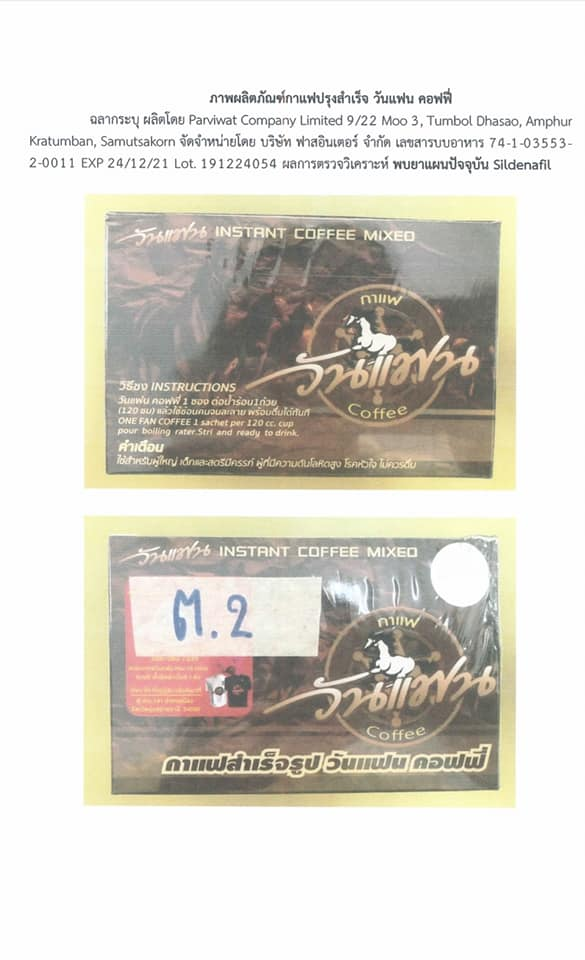 ภาพผลิตภัณฑ์กาแฟปรุงสำเร็จ วันแฟน คอฟฟี่
ฉลากระบุ ผลิตโดย Parviwat Company Limited 9/22 Moo 3, Tumbol Dhasao, Amphur
Kratumban, Samutsakorn จัดจำหน่ายโดย บริษัท ฟาสอินเตอร์ จำกัด เลขสารบบอาหาร 74-1-03553-
2-0011 EXP 24/12/21 Lot. 191224054 ผลการตรวจวิเคราะห์ พบยาแผนปัจจุบัน Sildenafil
วันแฟน INSTANT COFFEE MIXED
กาแฟ
วันแฟน
Coffee
วิธีชง INSTRUCTIONS
วันแฟน คอฟฟี่ 1 ซอง ต่อน้ำร้อน1ถ้วย
(120 ซม) แล้วใช้ช้อนคนจนละลาย พร้อมดื่มได้ทันที
ONE FAN COFFEE 1 sachet per 120 cc. cup
pour boiling rater.Stri and ready to drink.
คำเตือน
ใช้สำหรับผู้ใหญ่ เด็กและสตรีมีครรภ์ ผู้ที่มีความดันโลหิตสูง โรคหัวใจ ไม่ควรดื่ม
วันแฟน INSTANT COFFEE MIXED
ต.2
กาแฟ
วันแฟน
Coffee
กาแฟสำเร็จรูป วันแฟน คอฟฟี่